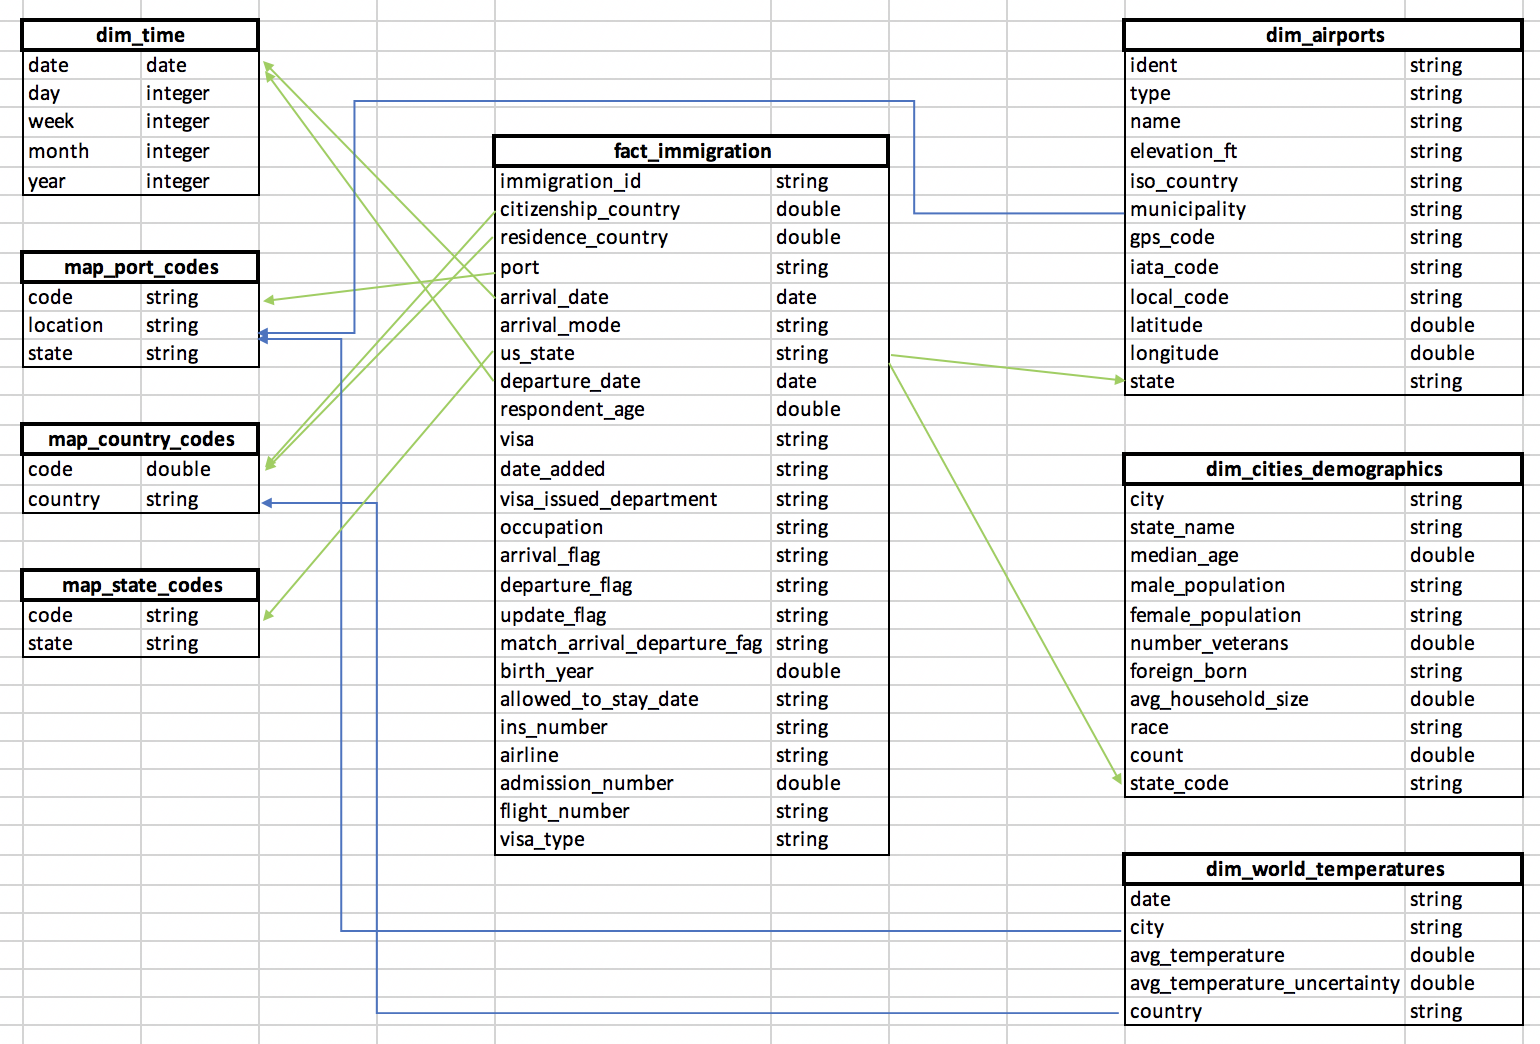 dim_time
date date
day integer
week integer
month integer
year integer
map_port_codes
code string
location string
state string
map_country_codes
code double
country string
map_state_codes
code string
state string
fact_immigration
immigration_id string
citizenship_country double
residence_country double
port string
arrival_date date
arrival_mode string
us_state string
departure_date date
respondent_age double
visa string
date_added string
visa_issued_department string
occupation string
arrival_flag string
departure_flag string
update_flag string
match_arrival_departure_fag string
birth_year double
allowed_to_stay_date string
ins_number string
airline string
admission_number double
flight_number string
visa_type string
dim_airports
ident string
type string
name string
elevation_ft string
iso_country string
municipality string
gps_code string
iata_code string
local_code string
latitude double
longitude double
state string
dim_cities_demographics
city string
state_name string
median_age double
male_population string
female_population string
number_veterans double
foreign_born string
avg_household_size double
race string
count double
state_code string
dim_world_temperatures
date string
city string
avg_temperature double
avg_temperature_uncertainty double
country string